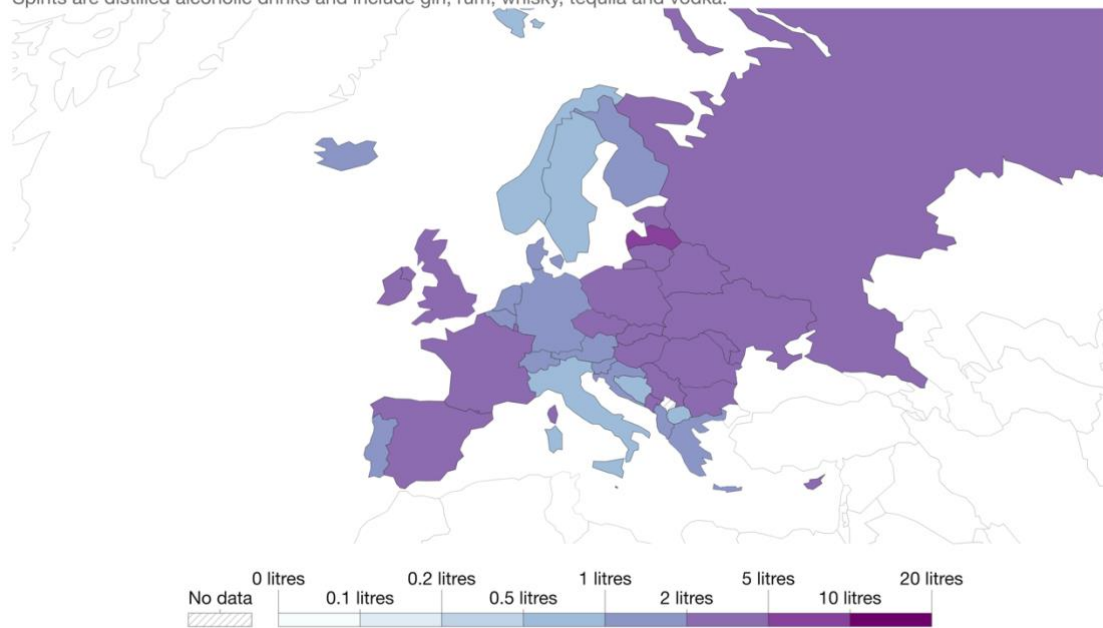 Spirits are distilled alcoholic drinks and include gin, rum, whisky, tequila and vodka.
0 litres 0.2 litres 1 litres 5 litres 20 litres
No data 0.1 litres 0.5 litres 2 litres 10 litres